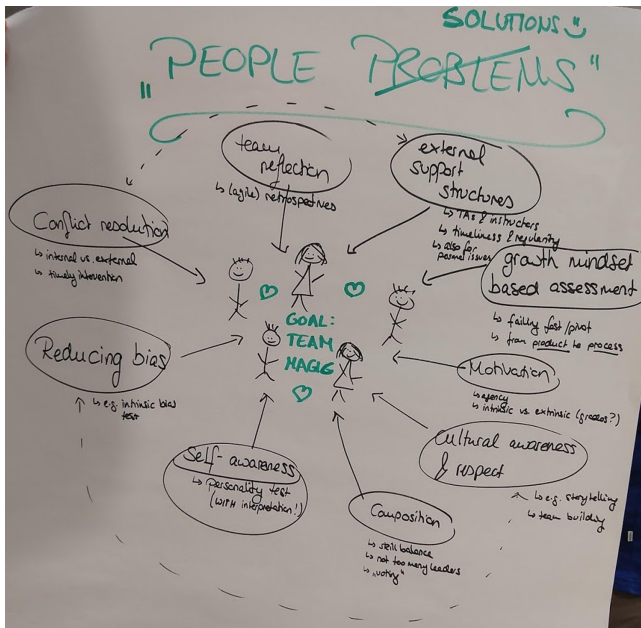 SOLUTIONS
"PEOPLE PROBLEMS"
team
reflection
↳ (agile) retrospectives
external
support
structures
↳ TAs & instructors
↳ timeliness & regularity
↳ also for
personal issues
Conflict resolution
↳ internal vs. external
↳ timely intervention
growth mindset
based assessment
↳ failing fast/pivot
↳ from product to process
GOAL:
TEAM
MAGIC
Reducing bias
↳ e.g. intrinsic bias
test
Motivation
↳ agency
↳ intrinsic vs extrinsic (grades?)
Cultural awareness
& respect
↳ e.g. storytelling
↳ team building
Self-awareness
↳ personality test
(WITH interpretation!)
Composition
↳ skill balance
↳ not too many leaders
↳ „voting"